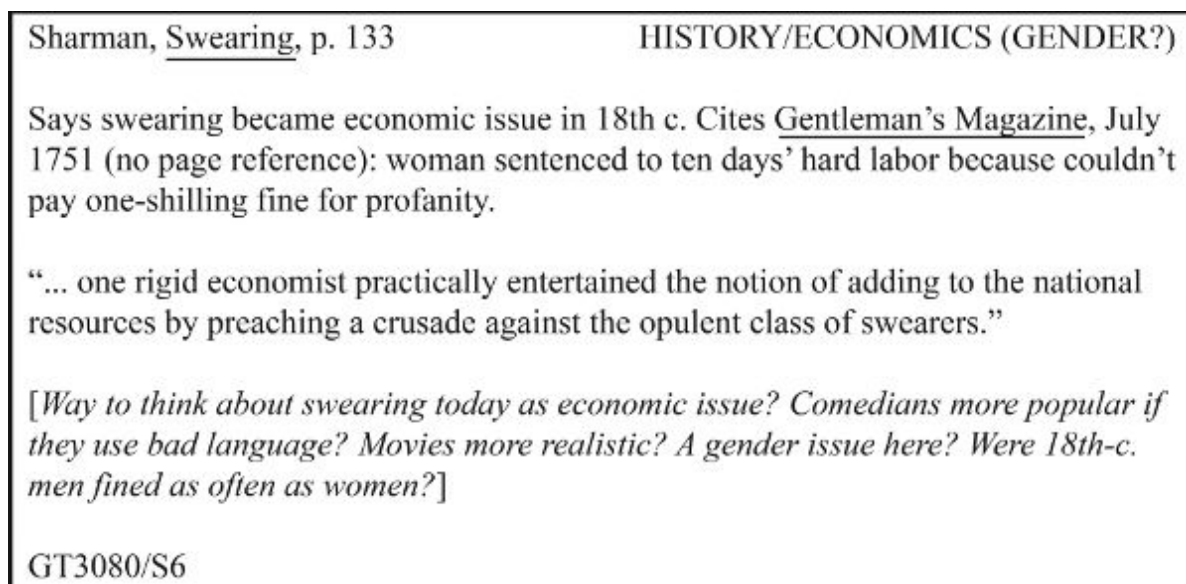 Sharman, Swearing, p. 133 HISTORY/ECONOMICS (GENDER?)
Says swearing became economic issue in 18th c. Cites Gentleman’s Magazine, July
1751 (no page reference): woman sentenced to ten days’ hard labor because couldn’t
pay one-shilling fine for profanity.
“... one rigid economist practically entertained the notion of adding to the national
resources by preaching a crusade against the opulent class of swearers.”
[Way to think about swearing today as economic issue? Comedians more popular if
they use bad language? Movies more realistic? A gender issue here? Were 18th-c.
men fined as often as women?]
GT3080/S6